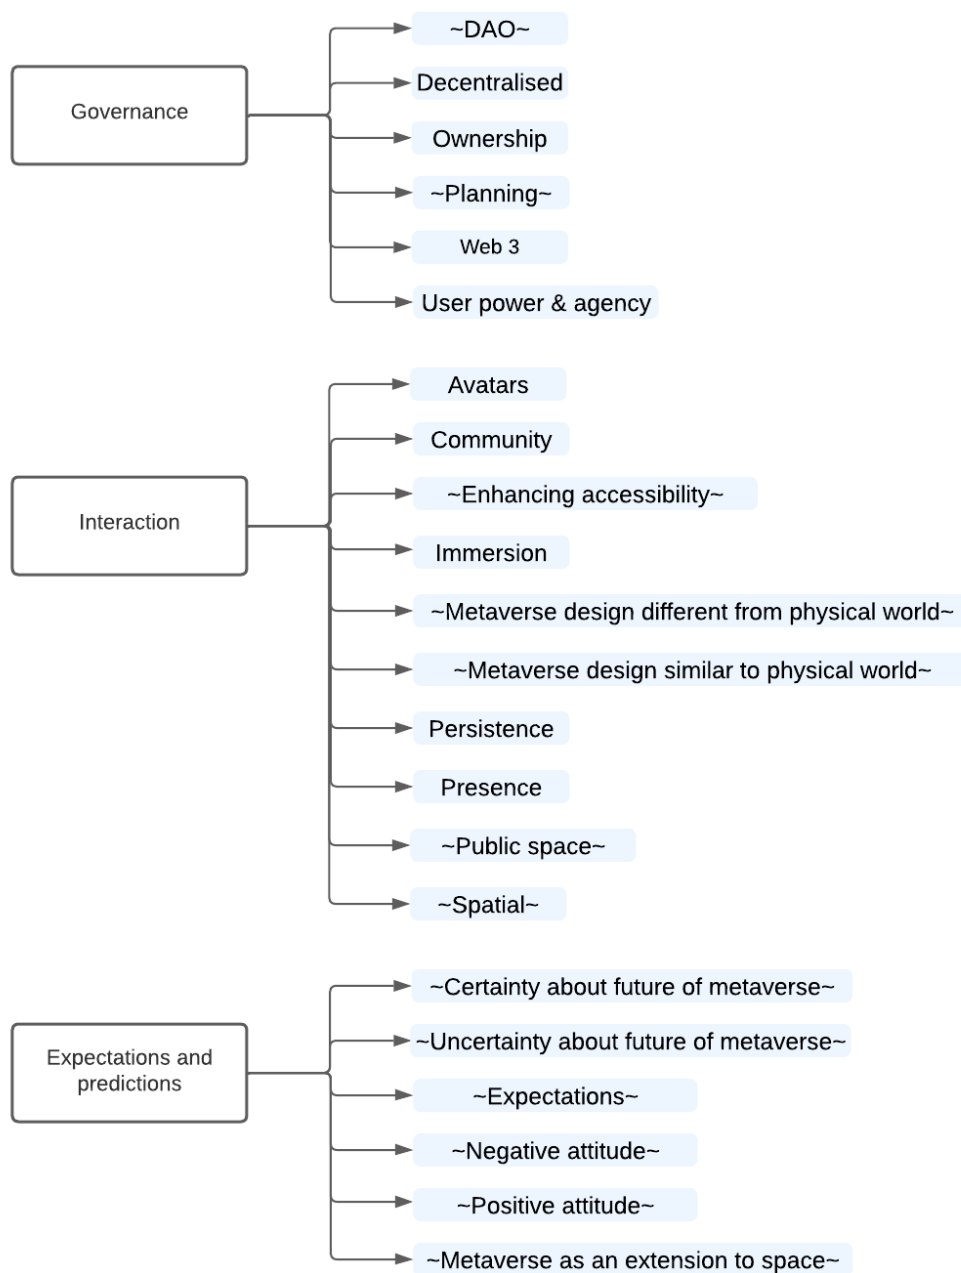 Governance
~DAO~
Decentralised
Ownership
~Planning~
Web 3
User power & agency
Interaction
Avatars
Community
~Enhancing accessibility~
Immersion
~Metaverse design different from physical world~
~Metaverse design similar to physical world~
Persistence
Presence
~Public space~
~Spatial~
Expectations and
predictions
~Certainty about future of metaverse~
~Uncertainty about future of metaverse~
~Expectations~
~Negative attitude~
~Positive attitude~
~Metaverse as an extension to space~